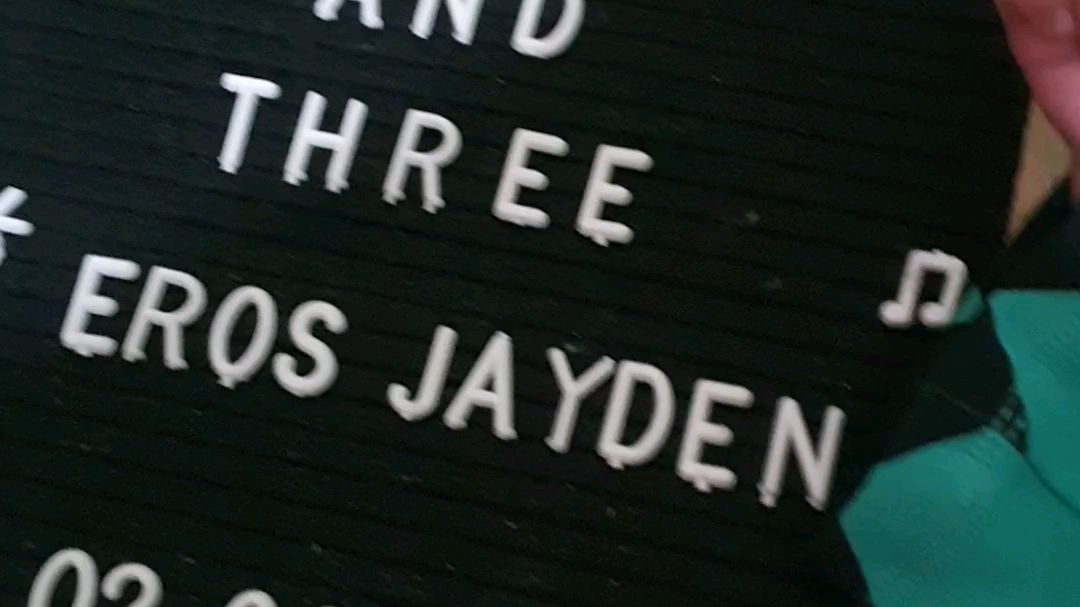 AND
THREE
EROS JAYDEN